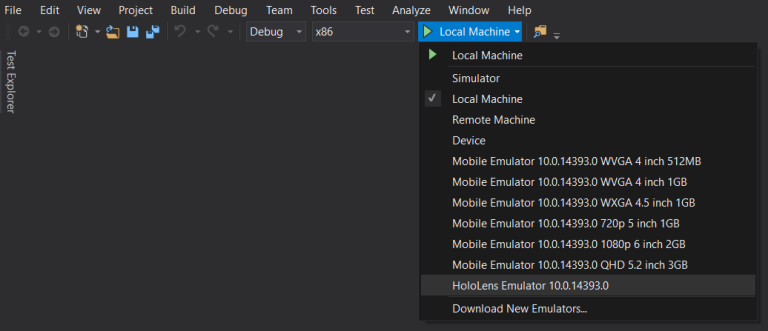 File Edit View Project Build Debug Team Tools Test Analyze Window Help
Debug x86 Local Machine
Test Explorer
Local Machine
Simulator
Local Machine
Remote Machine
Device
Mobile Emulator 10.0.14393.0 WVGA 4 inch 512MB
Mobile Emulator 10.0.14393.0 WVGA 4 inch 1GB
Mobile Emulator 10.0.14393.0 WXGA 4.5 inch 1GB
Mobile Emulator 10.0.14393.0 720p 5 inch 1GB
Mobile Emulator 10.0.14393.0 1080p 6 inch 2GB
Mobile Emulator 10.0.14393.0 QHD 5.2 inch 3GB
HoloLens Emulator 10.0.14393.0
Download New Emulators...